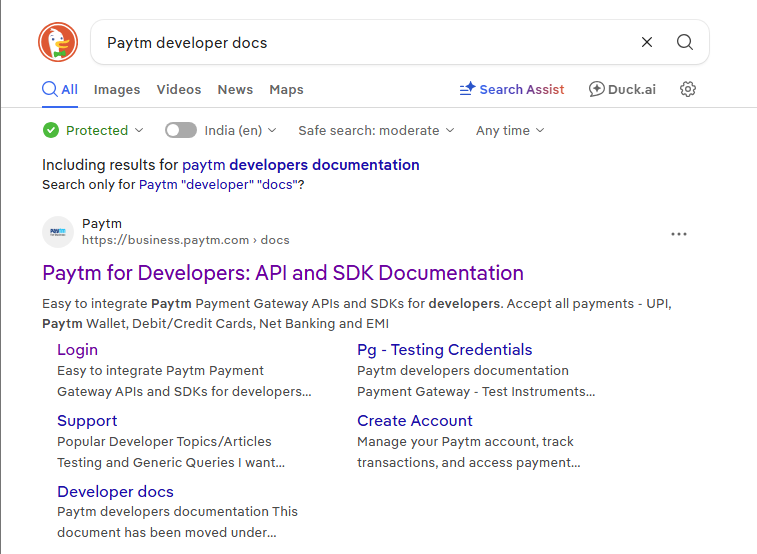 Paytm developer docs
All Images Videos News Maps Search Assist Duck.ai
Protected India (en) Safe search: moderate Any time
Including results for paytm developers documentation
Search only for Paytm "developer" "docs"?
Paytm
https://business.paytm.com › docs
Paytm for Developers: API and SDK Documentation
Easy to integrate Paytm Payment Gateway APIs and SDKs for developers. Accept all payments - UPI,
Paytm Wallet, Debit/Credit Cards, Net Banking and EMI
Login
Easy to integrate Paytm Payment
Gateway APIs and SDKs for developers...
Pg - Testing Credentials
Paytm developers documentation
Payment Gateway - Test Instruments...
Support
Popular Developer Topics/Articles
Testing and Generic Queries I want...
Create Account
Manage your Paytm account, track
transactions, and access payment...
Developer docs
Paytm developers documentation This
document has been moved under...